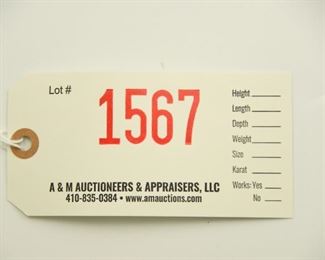 Lot #
1567
Height
Length
Depth
Weight
Size
Karat
Works: Yes
No
A & M AUCTIONEERS & APPRAISERS, LLC
410-835-0384 • www.amauctions.com